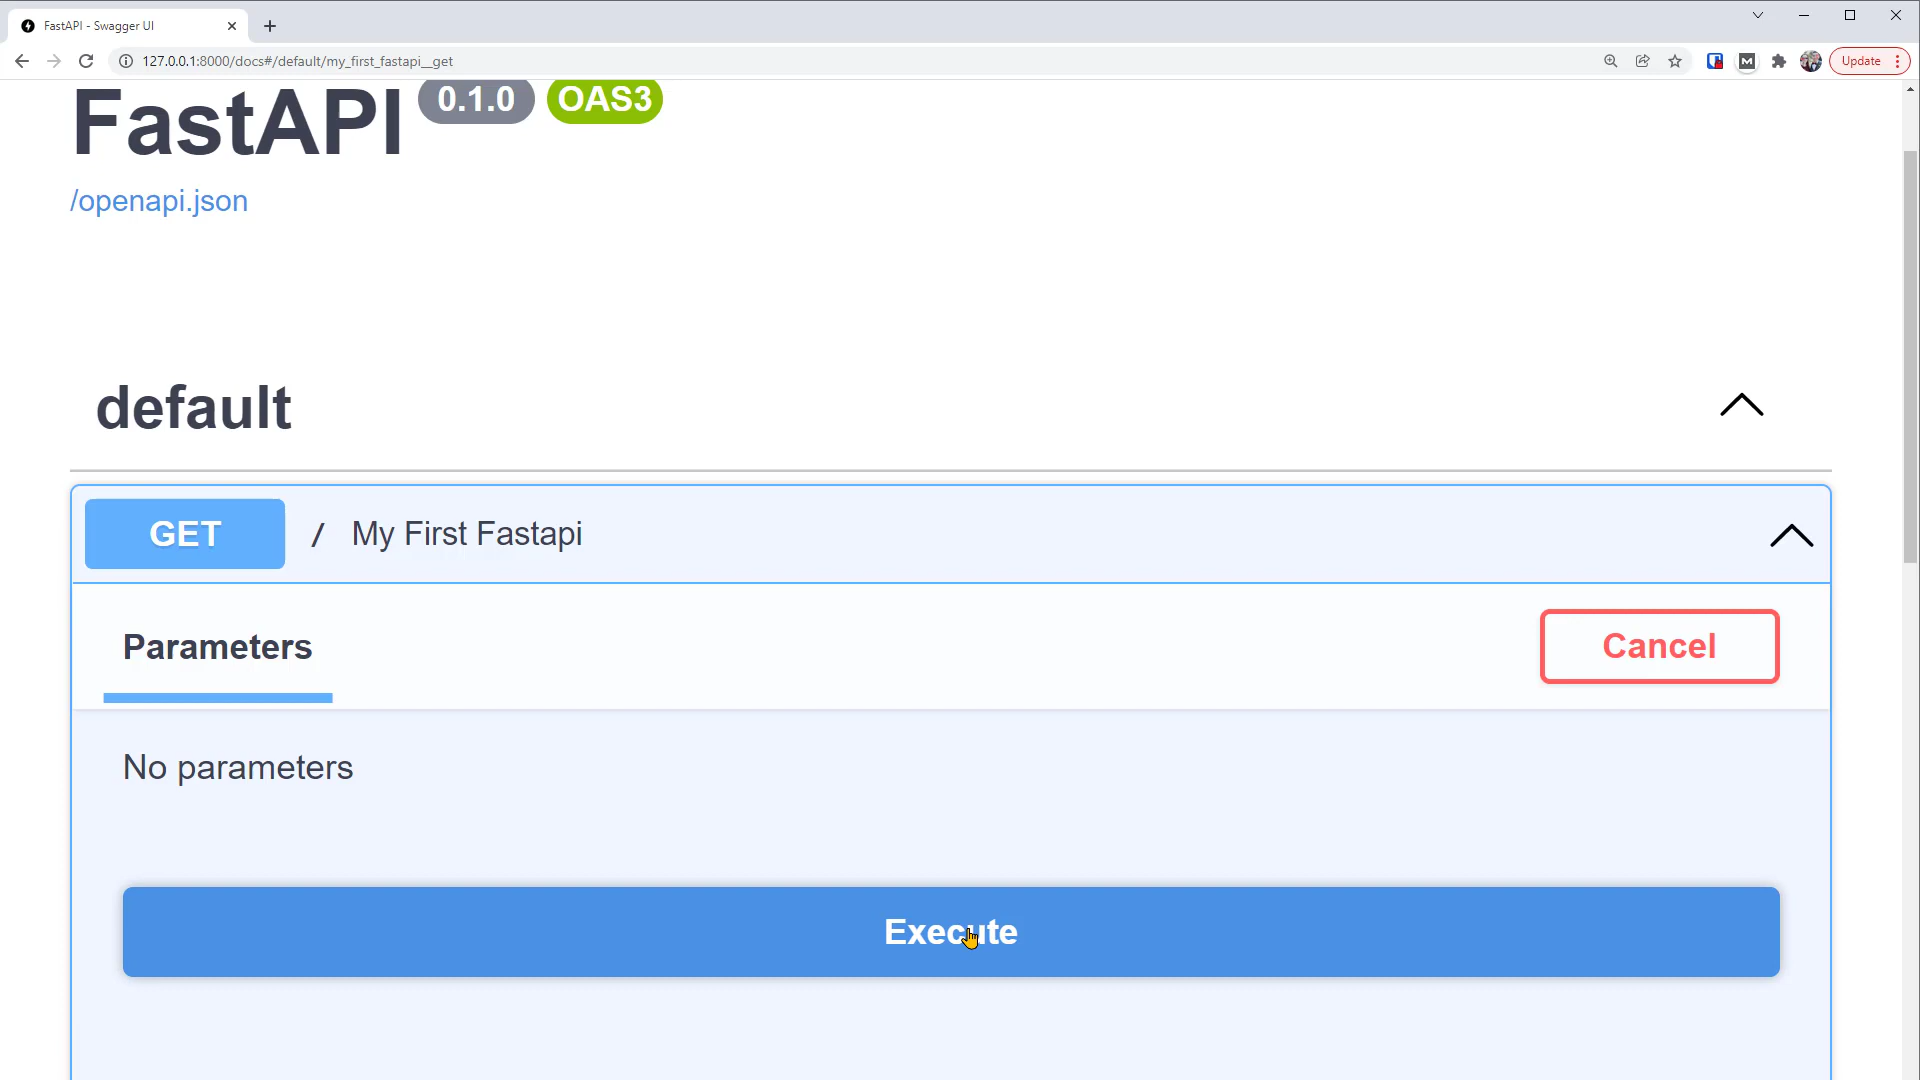 FastAPI - Swagger UI
127.0.0.1:8000/docs#/default/my_first_fastapi__get
Update
FastAPI 0.1.0 OAS3
/openapi.json
default
GET / My First Fastapi
Parameters
Cancel
No parameters
Execute